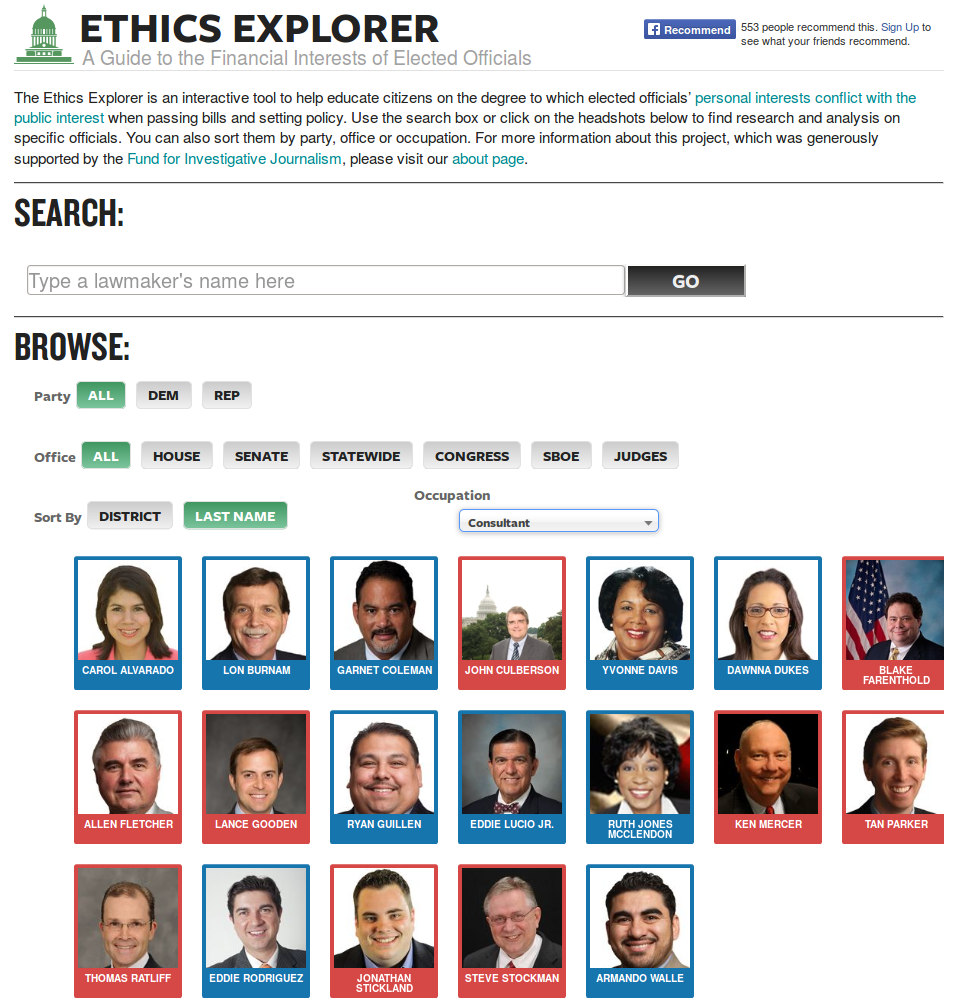 ETHICS EXPLORER
A Guide to the Financial Interests of Elected Officials
Recommend
553 people recommend this. Sign Up to
see what your friends recommend.
The Ethics Explorer is an interactive tool to help educate citizens on the degree to which elected officials’ personal interests conflict with the
public interest when passing bills and setting policy. Use the search box or click on the headshots below to find research and analysis on
specific officials. You can also sort them by party, office or occupation. For more information about this project, which was generously
supported by the Fund for Investigative Journalism, please visit our about page.
SEARCH:
Type a lawmaker's name here
GO
BROWSE:
Party ALL DEM REP
Office ALL HOUSE SENATE STATEWIDE CONGRESS SBOE JUDGES
Sort By DISTRICT LAST NAME
Occupation
Consultant
CAROL ALVARADO
LON BURNAM
GARNET COLEMAN
JOHN CULBERSON
YVONNE DAVIS
DAWNNA DUKES
BLAKE
FARENTHOLD
ALLEN FLETCHER
LANCE GOODEN
RYAN GUILLEN
EDDIE LUCIO JR.
RUTH JONES
MCCLENDON
KEN MERCER
TAN PARKER
THOMAS RATLIFF
EDDIE RODRIGUEZ
JONATHAN
STICKLAND
STEVE STOCKMAN
ARMANDO WALLE